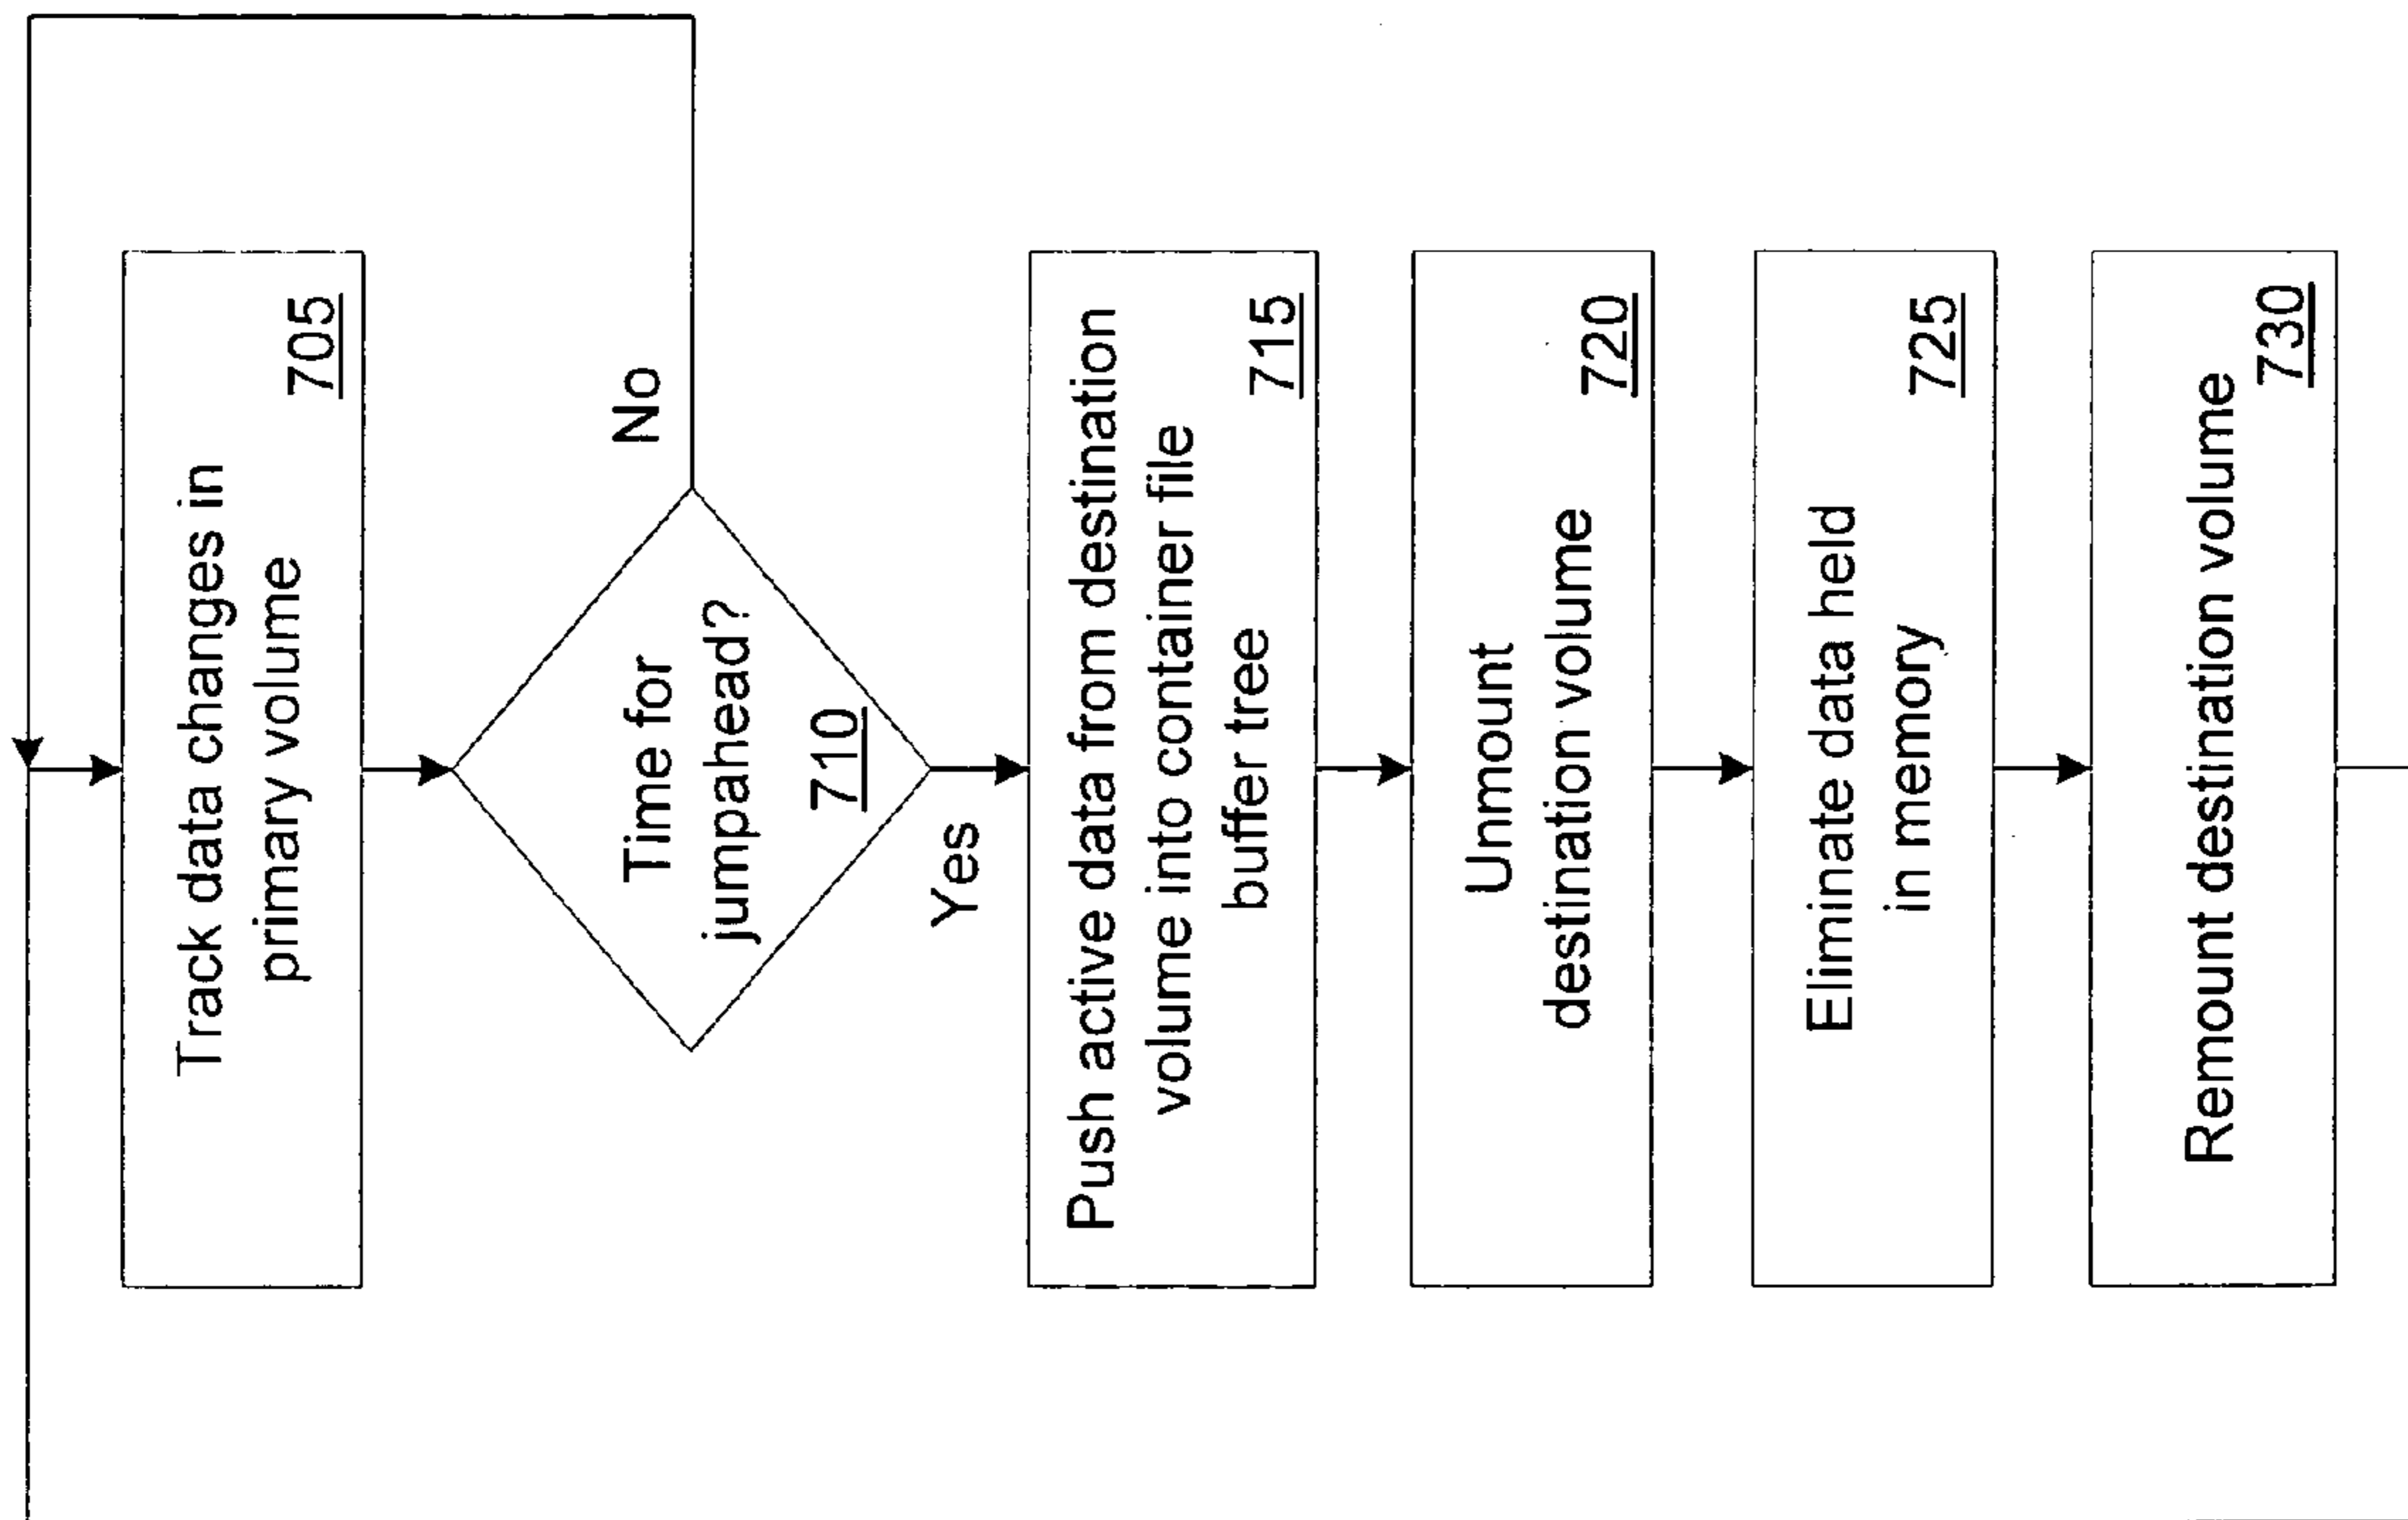 Track data changes in
primary volume
705
Time for
jumpahead?
710
No
Yes
Push active data from destination
volume into container file
buffer tree
715
Unmount
destination volume
720
Eliminate data held
in memory
725
Remount destination volume
730